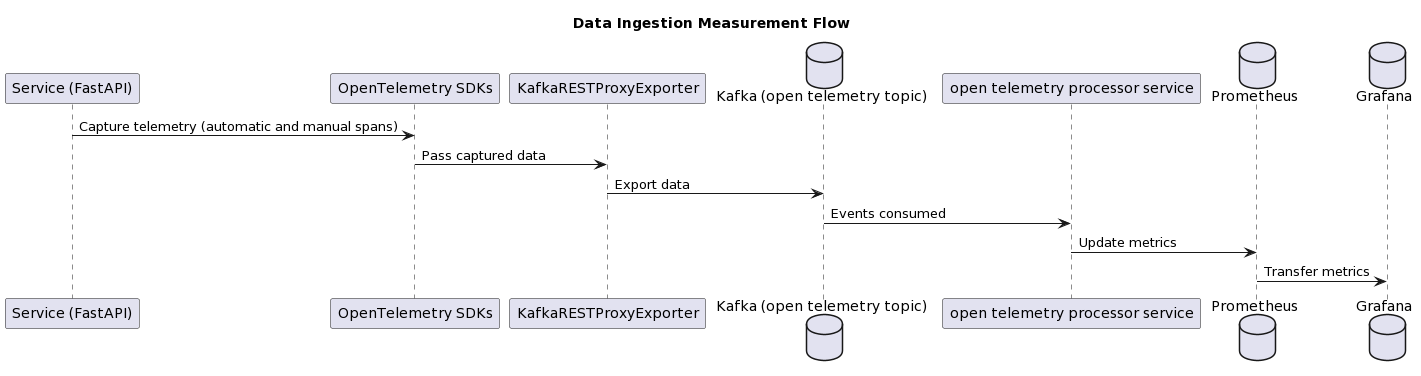 Data Ingestion Measurement Flow
Service (FastAPI)
OpenTelemetry SDKs
KafkaRESTProxyExporter
Kafka (open telemetry topic)
open telemetry processor service
Prometheus
Grafana
Capture telemetry (automatic and manual spans)
Pass captured data
Export data
Events consumed
Update metrics
Transfer metrics
Service (FastAPI)
OpenTelemetry SDKs
KafkaRESTProxyExporter
Kafka (open telemetry topic)
open telemetry processor service
Prometheus
Grafana